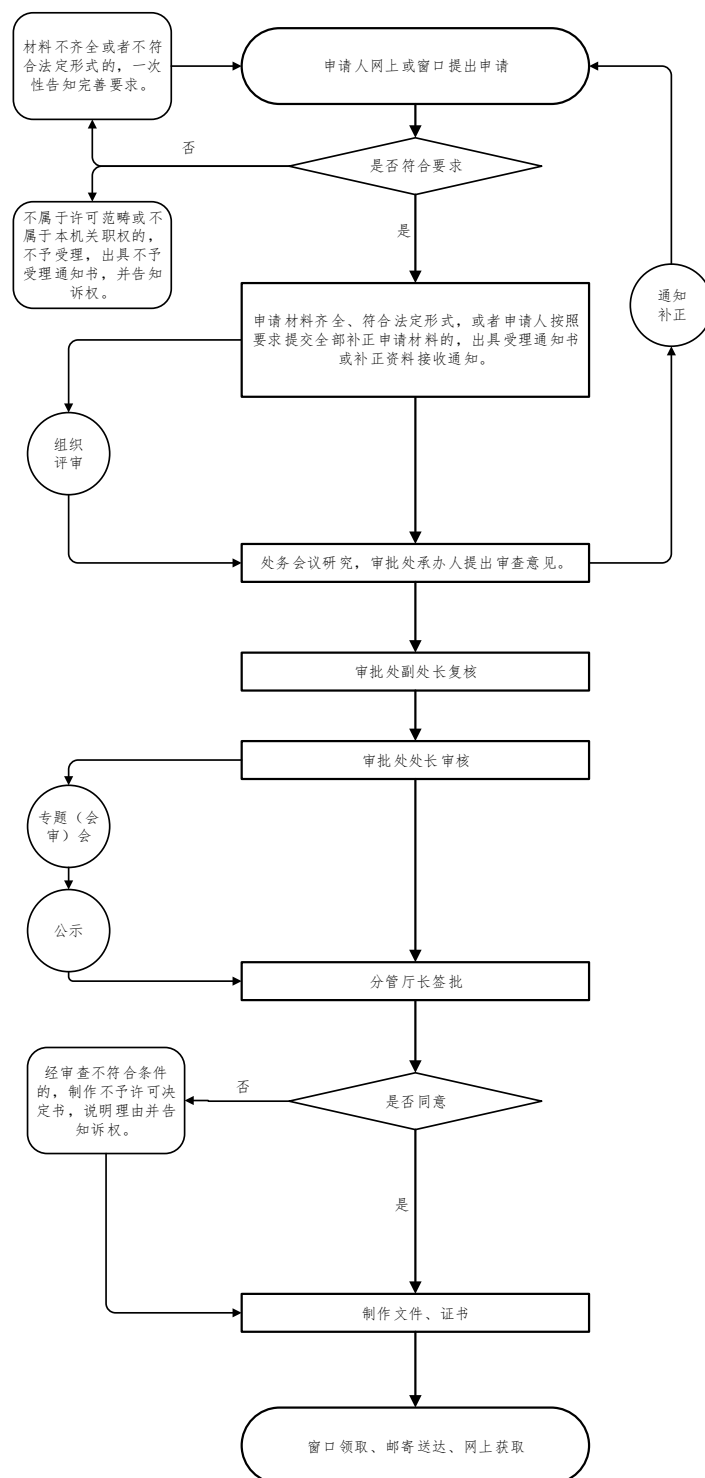 材料不齐全或者不符
合法定形式的，一次
性告知完善要求。
申请人网上或窗口提出申请
否
是否符合要求
不属于许可范畴或不
属于本机关职权的，
不予受理，出具不予
受理通知书，并告知
诉权。
是
通知
补正
申请材料齐全、符合法定形式，或者申请人按照
要求提交全部补正申请材料的，出具受理通知书
或补正资料接收通知。
组织
评审
处务会议研究，审批处承办人提出审查意见。
审批处副处长复核
审批处处长审核
专题（会
审）会
公示
分管厅长签批
经审查不符合条件
的，制作不予许可决
定书，说明理由并告
知诉权。
否
是否同意
是
制作文件、证书
窗口领取、邮寄送达、网上获取